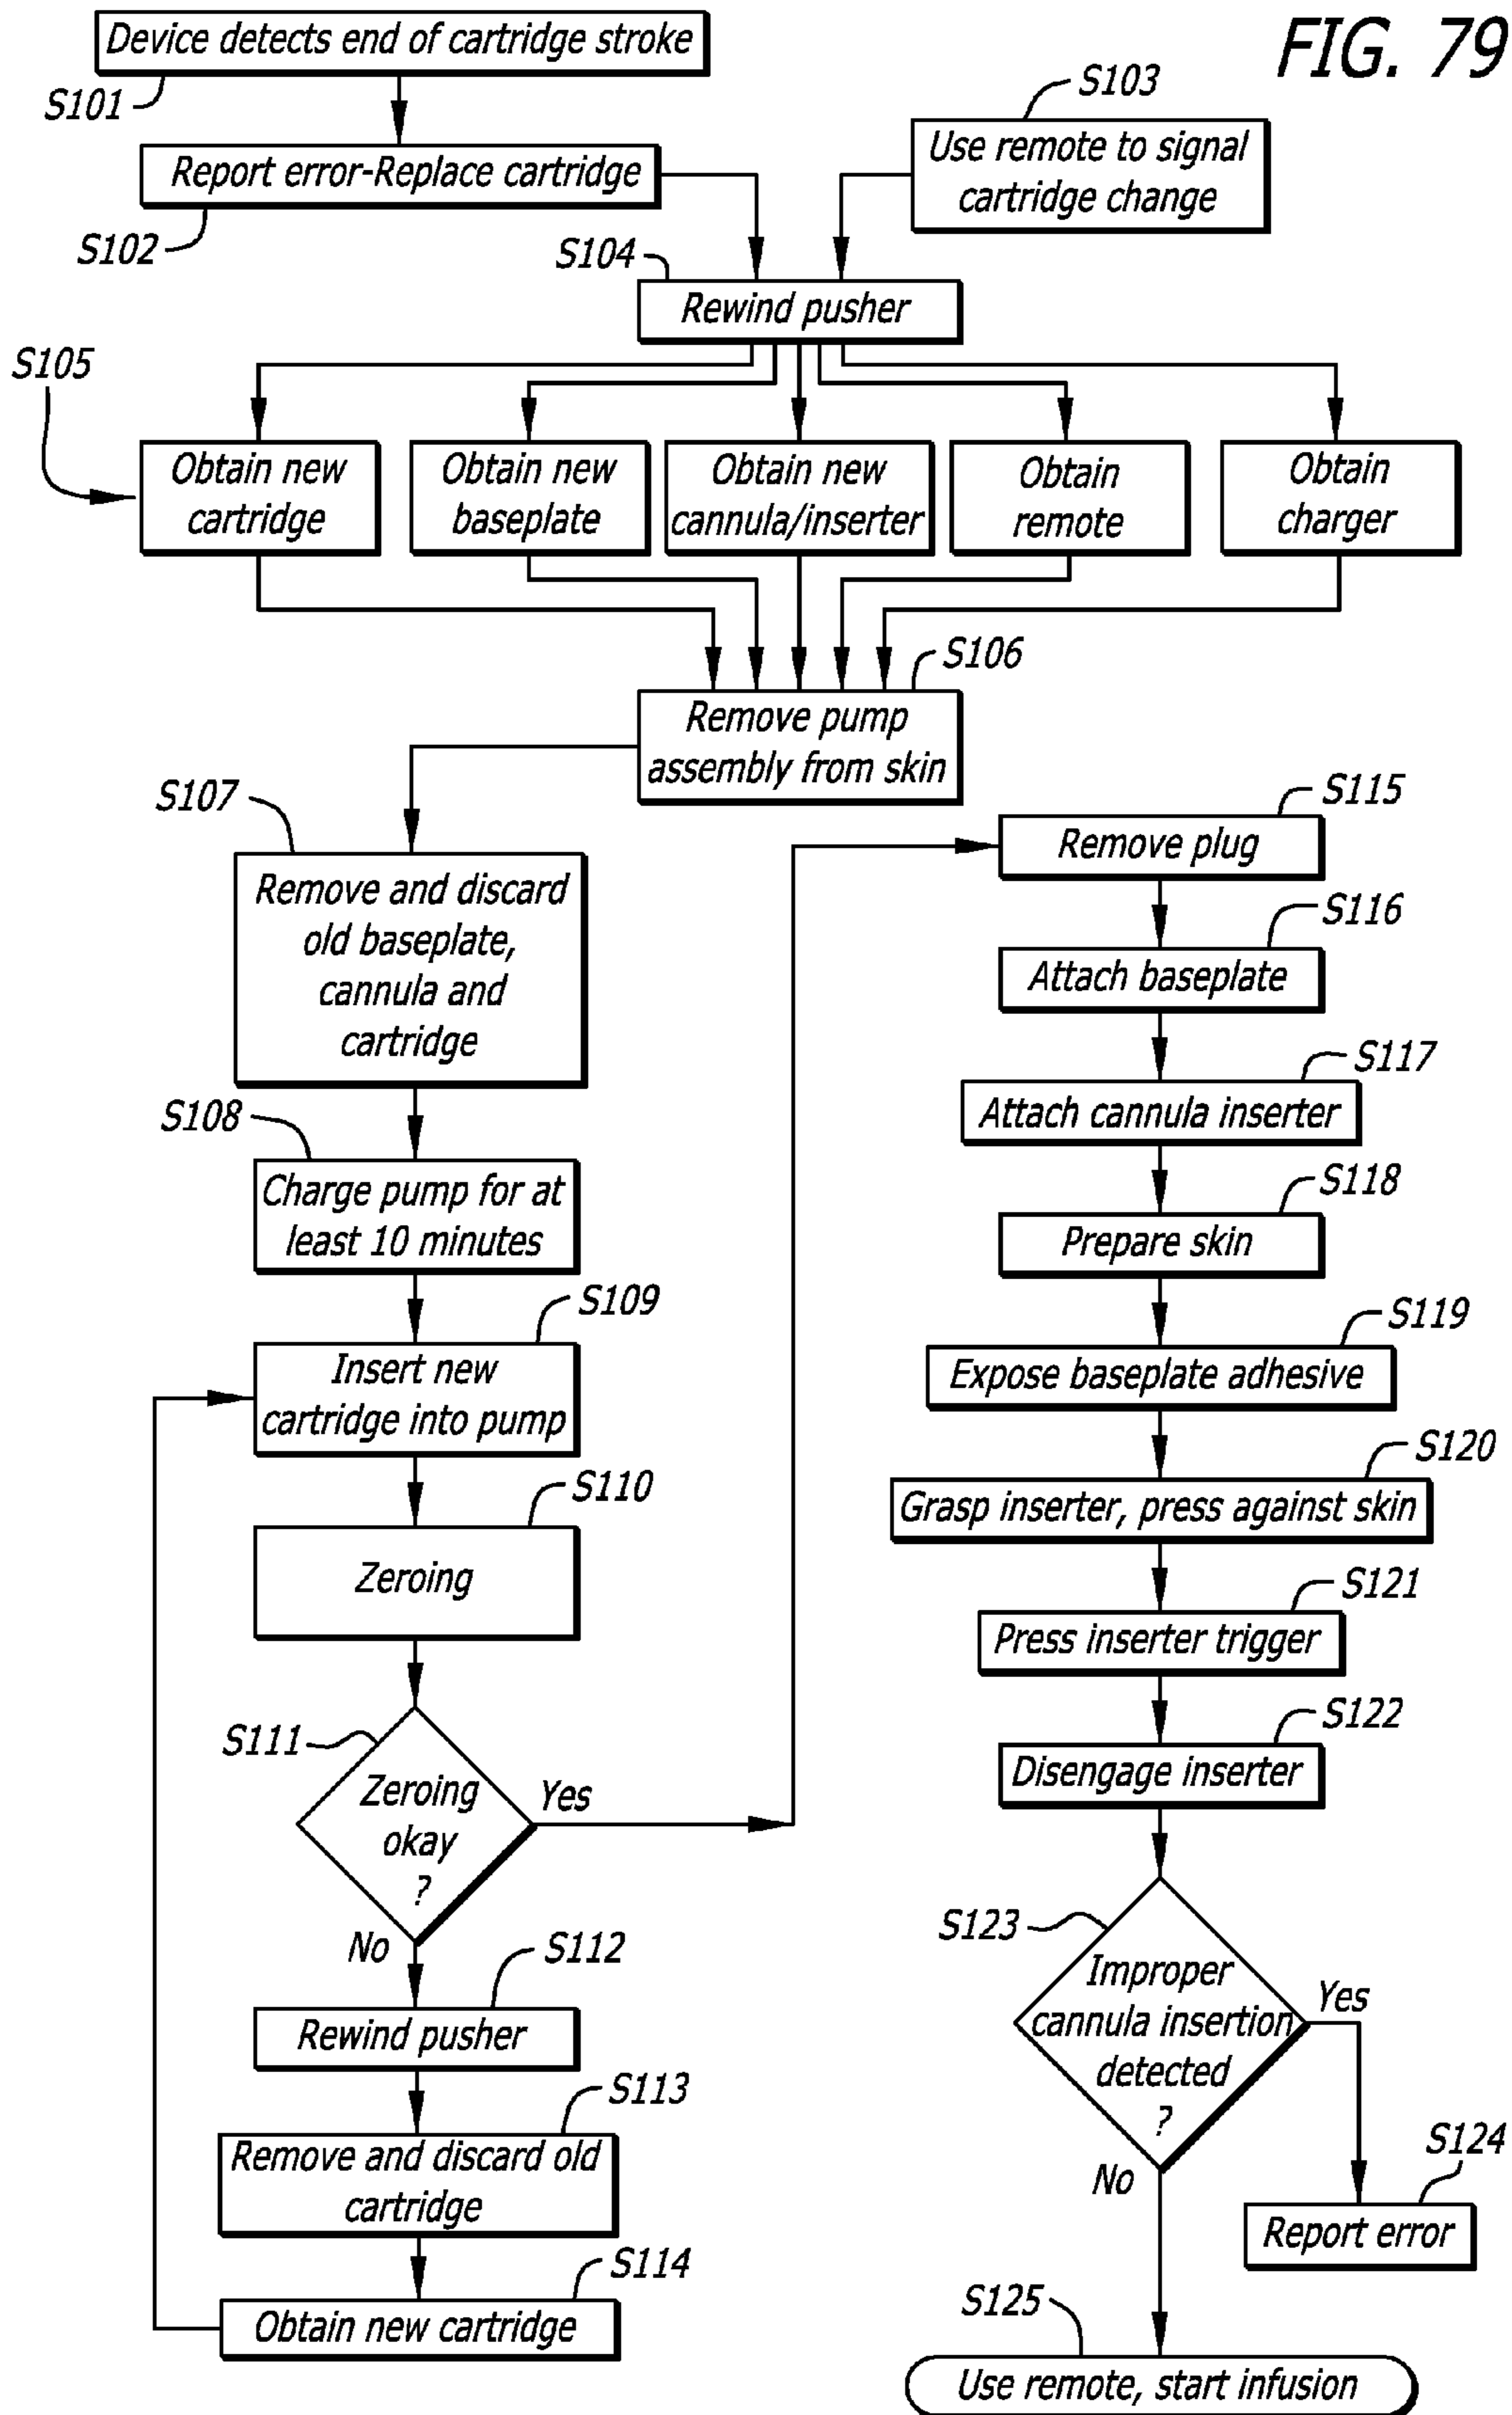 FIG. 79
Device detects end of cartridge stroke
S101
S103
Use remote to signal
cartridge change
Report error-Replace cartridge
S102
S104
Rewind pusher
S105
Obtain new
cartridge
Obtain new
baseplate
Obtain new
cannula/inserter
Obtain
remote
Obtain
charger
S106
Remove pump
assembly from skin
S107
Remove and discard
old baseplate,
cannula and
cartridge
S108
Charge pump for at
least 10 minutes
S109
Insert new
cartridge into pump
S110
Zeroing
S111
Zeroing
okay
?
Yes
No
S112
Rewind pusher
S113
Remove and discard old
cartridge
S114
Obtain new cartridge
S115
Remove plug
S116
Attach baseplate
S117
Attach cannula inserter
S118
Prepare skin
S119
Expose baseplate adhesive
S120
Grasp inserter, press against skin
S121
Press inserter trigger
S122
Disengage inserter
S123
Improper
cannula insertion
detected
?
Yes
No
S124
Report error
S125
Use remote, start infusion